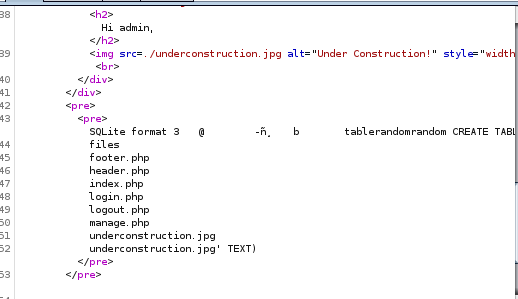 38 <h2>
Hi admin,
</h2>
39 <img src=./underconstruction.jpg alt="Under Construction!" style="width
<br>
40 </div>
41 </div>
42 <pre>
43 <pre>
SQLite format 3 @ -ñ¸ b tablerandomrandom CREATE TABL
44 files
45 footer.php
46 header.php
47 index.php
48 login.php
49 logout.php
50 manage.php
51 underconstruction.jpg
52 underconstruction.jpg' TEXT)
</pre>
53 </pre>